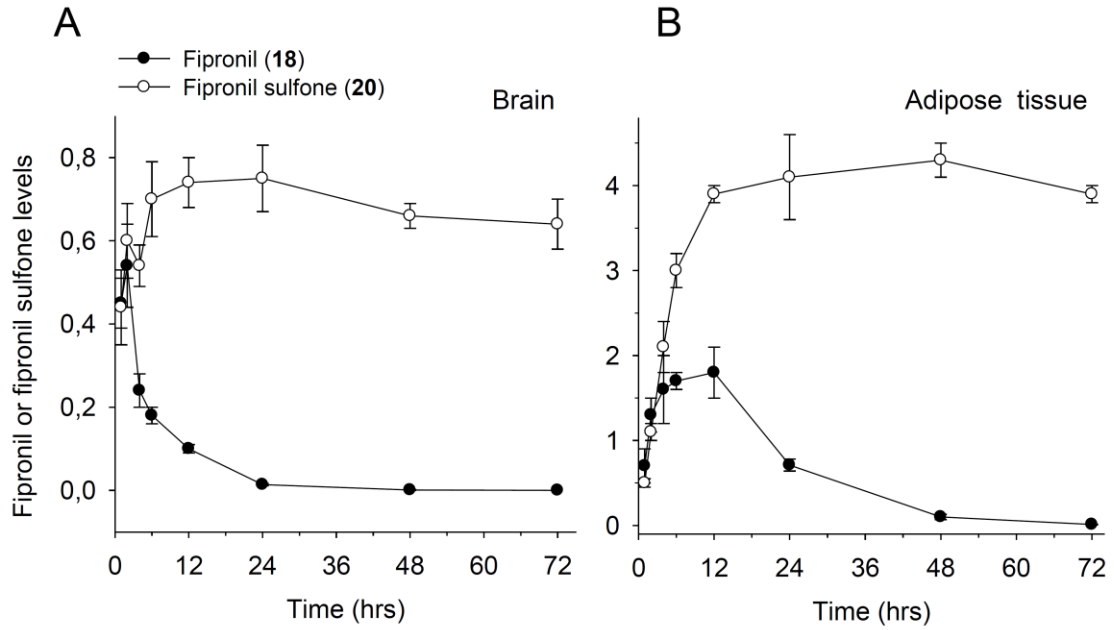 A
B
Fipronil (18)
Fipronil sulfone (20)
Brain
Adipose tissue
Fipronil or fipronil sulfone levels
0,8
0,6
0,4
0,2
0,0
4
3
2
1
0
0 12 24 36 48 60 72
0 12 24 36 48 60 72
Time (hrs)
Time (hrs)